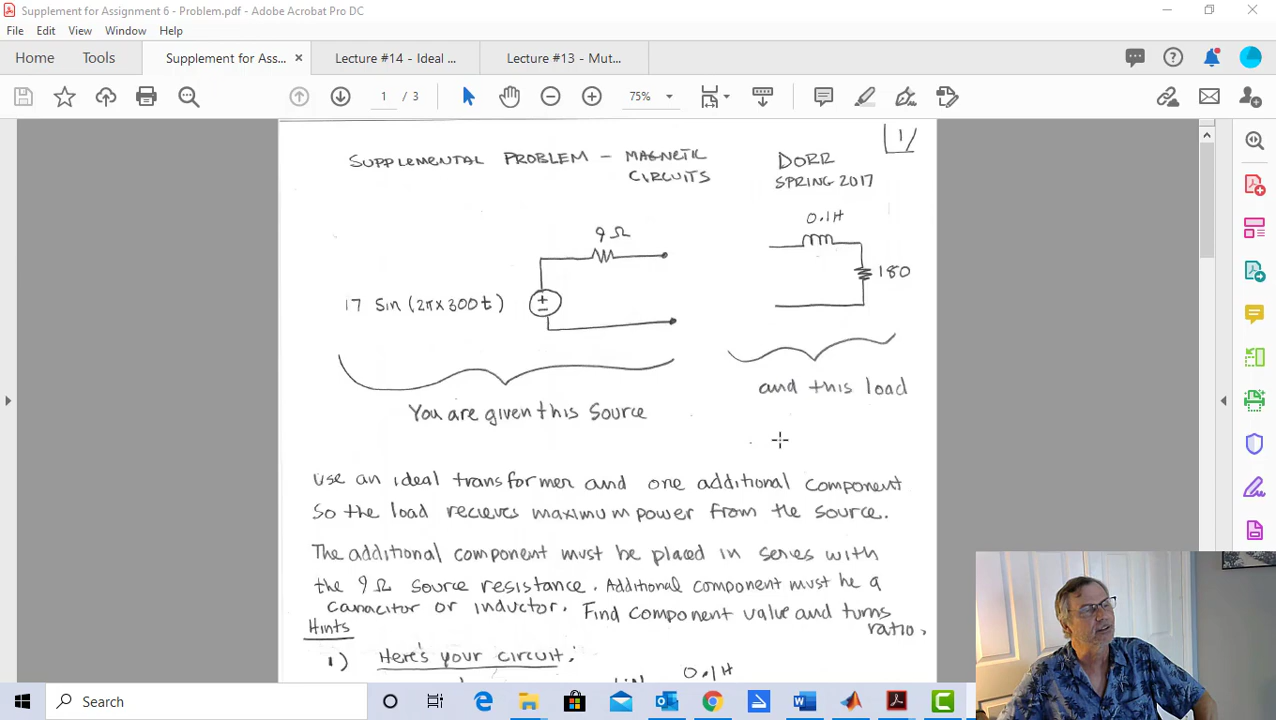 Supplement for Assignment 6 - Problem.pdf - Adobe Acrobat Pro DC
File Edit View Window Help
Home Tools Supplement for Ass... × Lecture #14 - Ideal ... Lecture #13 - Mut...
1 / 3 75%
1/
SUPPLEMENTAL PROBLEM - MAGNETIC CIRCUITS
DORR
SPRING 2017
9 Ω
0.1H
180
17 Sin (2π x 300 t)
and this load
You are given this Source
Use an ideal transformen and one additional component
So the load recieves maximum power from the source.
The additional component must be placed in series with
the 9Ω source resistance. Additional component must be a
capacitor or inductor. Find component value and turns
ratio.
Hints
1) Here's your circuit:
0.1H
Search